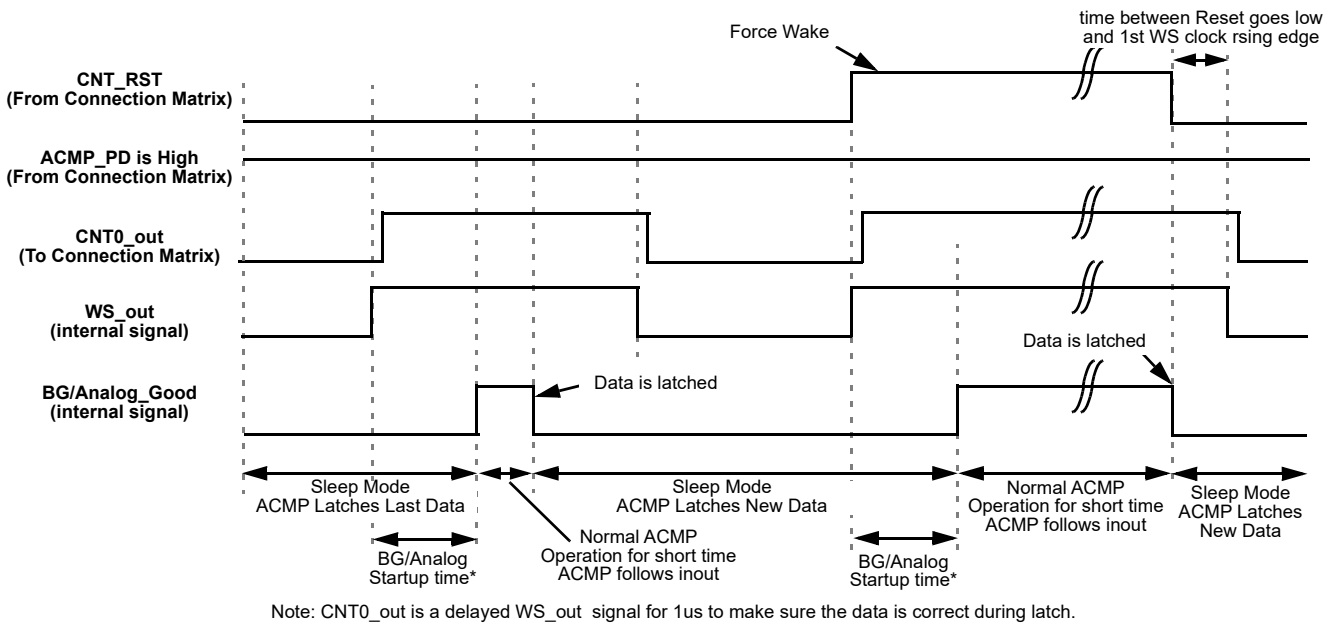 time between Reset goes low
and 1st WS clock rsing edge
Force Wake
CNT_RST
(From Connection Matrix)
ACMP_PD is High
(From Connection Matrix)
CNT0_out
(To Connection Matrix)
WS_out
(internal signal)
Data is latched
BG/Analog_Good
(internal signal)
Data is latched
Sleep Mode
ACMP Latches Last Data
Sleep Mode
ACMP Latches New Data
Normal ACMP
Operation for short time
ACMP follows inout
Sleep Mode
ACMP Latches
New Data
BG/Analog
Startup time*
Normal ACMP
Operation for short time
ACMP follows inout
BG/Analog
Startup time*
Note: CNT0_out is a delayed WS_out signal for 1us to make sure the data is correct during latch.